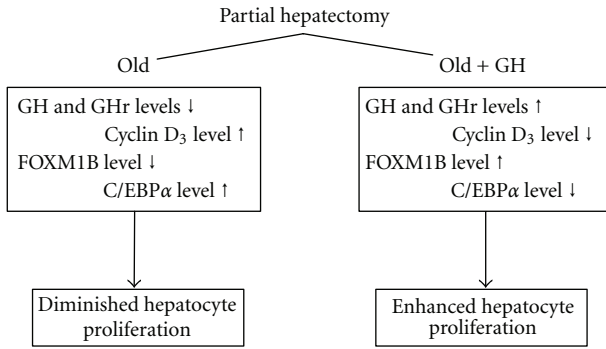 Partial hepatectomy
Old
GH and GHr levels ↓
Cyclin D₃ level ↑
FOXM1B level ↓
C/EBPα level ↑
Diminished hepatocyte
proliferation
Old + GH
GH and GHr levels ↑
Cyclin D₃ level ↓
FOXM1B level ↑
C/EBPα level ↓
Enhanced hepatocyte
proliferation